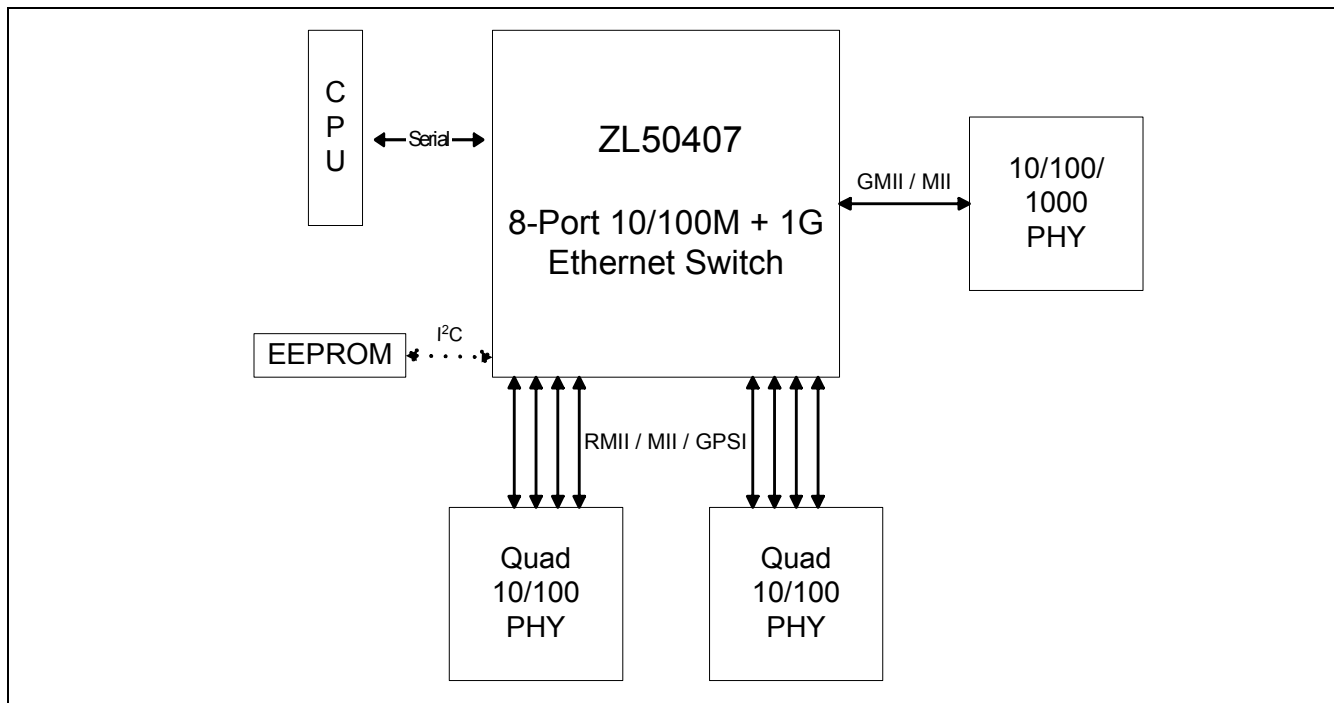 C
P
U
Serial
ZL50407
8-Port 10/100M + 1G
Ethernet Switch
GMII / MII
10/100/
1000
PHY
EEPROM
I²C
RMII / MII / GPSI
Quad
10/100
PHY
Quad
10/100
PHY